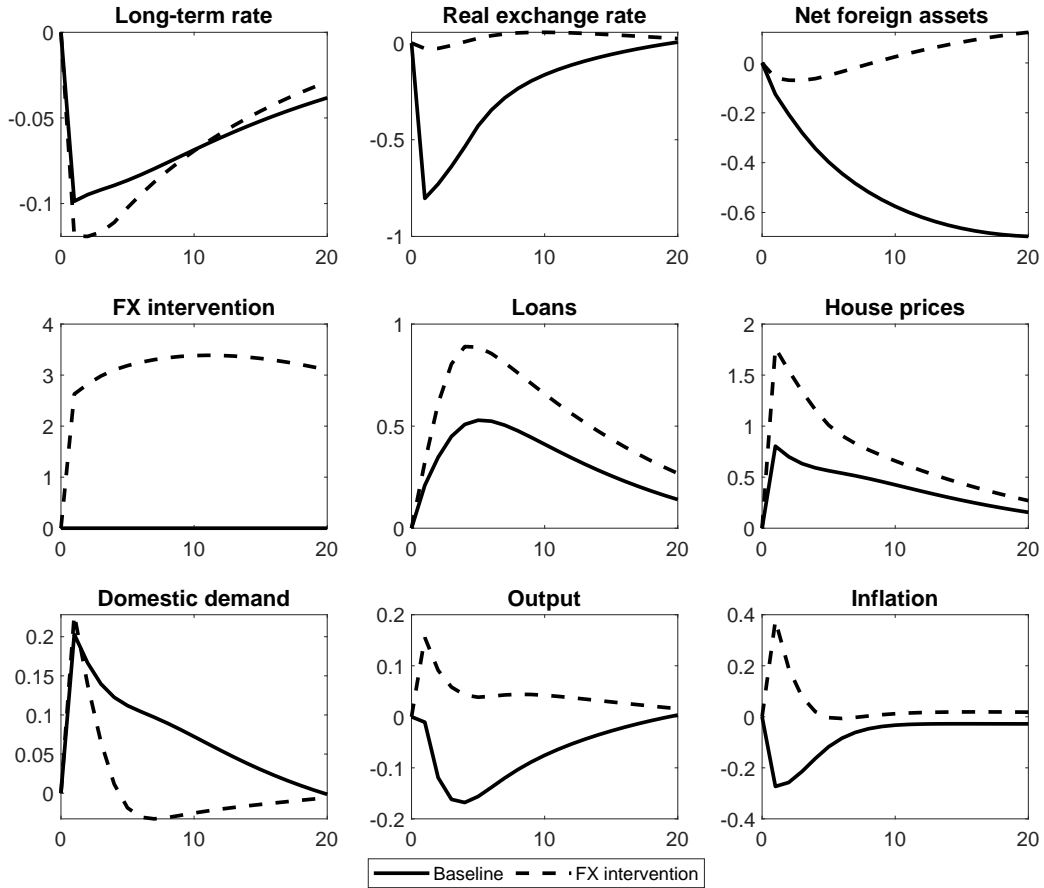 Long-term rate Real exchange rate Net foreign assets
0 0 0
-0.05 -0.5 -0.2
-0.1 -1 -0.4
-0.6
0 10 20 0 10 20 0 10 20
FX intervention Loans House prices
4 1 2
3 0.5 1.5
2 0 1
1 0.5
0 0
0 10 20 0 10 20 0 10 20
Domestic demand Output Inflation
0.2 0.2 0.4
0.15 0.1 0.2
0.1 0 0
0.05 -0.1 -0.2
0 -0.2 -0.4
0 10 20 0 10 20 0 10 20
Baseline FX intervention